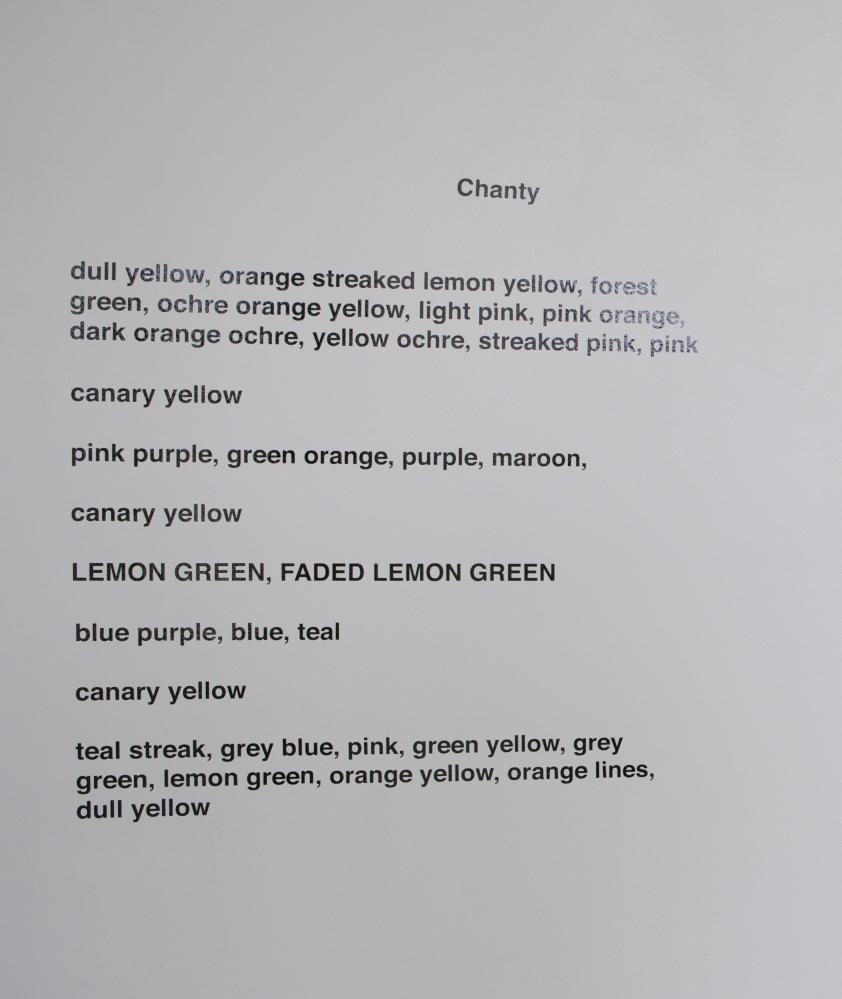 Chanty
dull yellow, orange streaked lemon yellow, forest
green, ochre orange yellow, light pink, pink orange,
dark orange ochre, yellow ochre, streaked pink, pink
canary yellow
pink purple, green orange, purple, maroon,
canary yellow
LEMON GREEN, FADED LEMON GREEN
blue purple, blue, teal
canary yellow
teal streak, grey blue, pink, green yellow, grey
green, lemon green, orange yellow, orange lines,
dull yellow